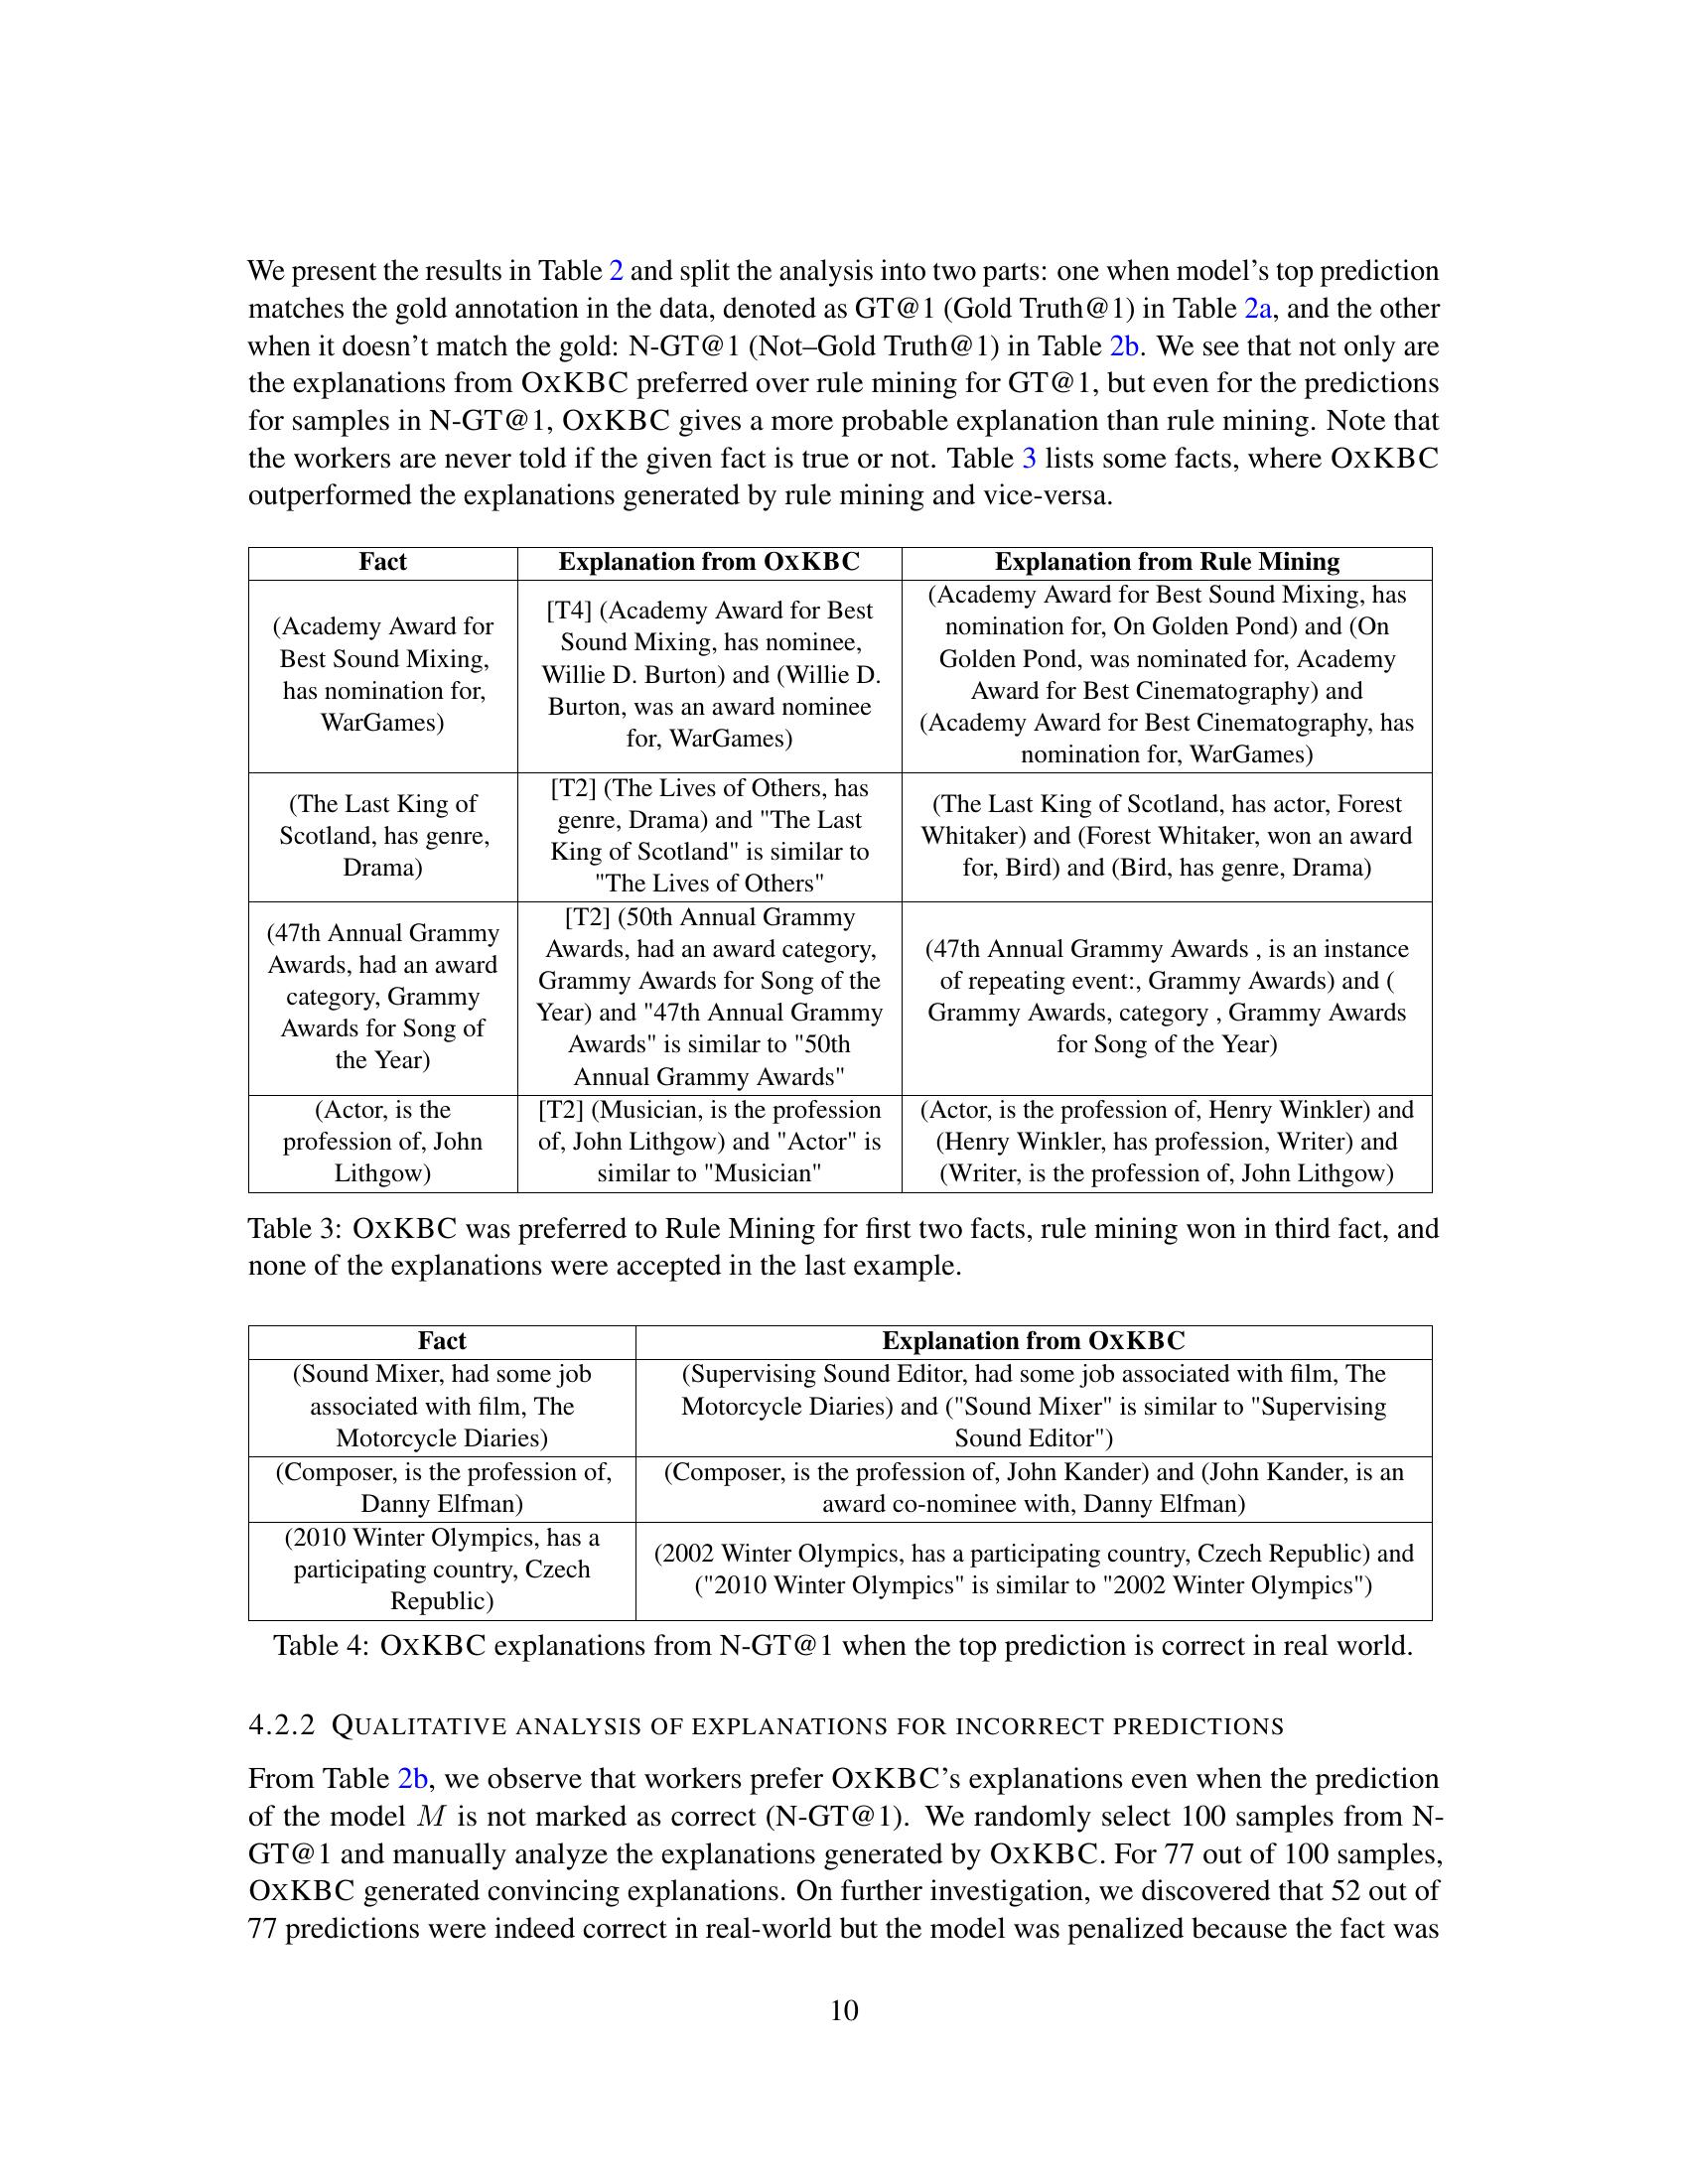 We present the results in Table 2 and split the analysis into two parts: one when model's top prediction
matches the gold annotation in the data, denoted as GT@1 (Gold Truth@1) in Table 2a, and the other
when it doesn't match the gold: N-GT@1 (Not–Gold Truth@1) in Table 2b. We see that not only are
the explanations from OXKBC preferred over rule mining for GT@1, but even for the predictions
for samples in N-GT@1, OXKBC gives a more probable explanation than rule mining. Note that
the workers are never told if the given fact is true or not. Table 3 lists some facts, where OXKBC
outperformed the explanations generated by rule mining and vice-versa.
Fact
Explanation from OXKBC
Explanation from Rule Mining
(Academy Award for
Best Sound Mixing,
has nomination for,
WarGames)
[T4] (Academy Award for Best
Sound Mixing, has nominee,
Willie D. Burton) and (Willie D.
Burton, was an award nominee
for, WarGames)
(Academy Award for Best Sound Mixing, has
nomination for, On Golden Pond) and (On
Golden Pond, was nominated for, Academy
Award for Best Cinematography) and
(Academy Award for Best Cinematography, has
nomination for, WarGames)
(The Last King of
Scotland, has genre,
Drama)
[T2] (The Lives of Others, has
genre, Drama) and "The Last
King of Scotland" is similar to
"The Lives of Others"
(The Last King of Scotland, has actor, Forest
Whitaker) and (Forest Whitaker, won an award
for, Bird) and (Bird, has genre, Drama)
(47th Annual Grammy
Awards, had an award
category, Grammy
Awards for Song of
the Year)
[T2] (50th Annual Grammy
Awards, had an award category,
Grammy Awards for Song of the
Year) and "47th Annual Grammy
Awards" is similar to "50th
Annual Grammy Awards"
(47th Annual Grammy Awards , is an instance
of repeating event:, Grammy Awards) and (
Grammy Awards, category , Grammy Awards
for Song of the Year)
(Actor, is the
profession of, John
Lithgow)
[T2] (Musician, is the profession
of, John Lithgow) and "Actor" is
similar to "Musician"
(Actor, is the profession of, Henry Winkler) and
(Henry Winkler, has profession, Writer) and
(Writer, is the profession of, John Lithgow)
Table 3: OXKBC was preferred to Rule Mining for first two facts, rule mining won in third fact, and
none of the explanations were accepted in the last example.
Fact
Explanation from OXKBC
(Sound Mixer, had some job
associated with film, The
Motorcycle Diaries)
(Supervising Sound Editor, had some job associated with film, The
Motorcycle Diaries) and ("Sound Mixer" is similar to "Supervising
Sound Editor")
(Composer, is the profession of,
Danny Elfman)
(Composer, is the profession of, John Kander) and (John Kander, is an
award co-nominee with, Danny Elfman)
(2010 Winter Olympics, has a
participating country, Czech
Republic)
(2002 Winter Olympics, has a participating country, Czech Republic) and
("2010 Winter Olympics" is similar to "2002 Winter Olympics")
Table 4: OXKBC explanations from N-GT@1 when the top prediction is correct in real world.
4.2.2 QUALITATIVE ANALYSIS OF EXPLANATIONS FOR INCORRECT PREDICTIONS
From Table 2b, we observe that workers prefer OXKBC's explanations even when the prediction
of the model M is not marked as correct (N-GT@1). We randomly select 100 samples from N-
GT@1 and manually analyze the explanations generated by OXKBC. For 77 out of 100 samples,
OXKBC generated convincing explanations. On further investigation, we discovered that 52 out of
77 predictions were indeed correct in real-world but the model was penalized because the fact was
10